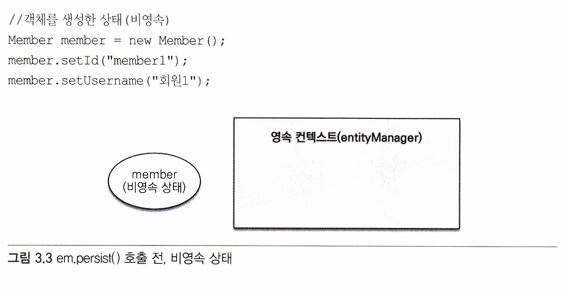 //객체를 생성한 상태(비영속)
Member member = new Member();
member.setId("member1");
member.setUsername("회원1");
영속 컨텍스트(entityManager)
member
(비영속 상태)
그림 3.3 em.persist() 호출 전, 비영속 상태